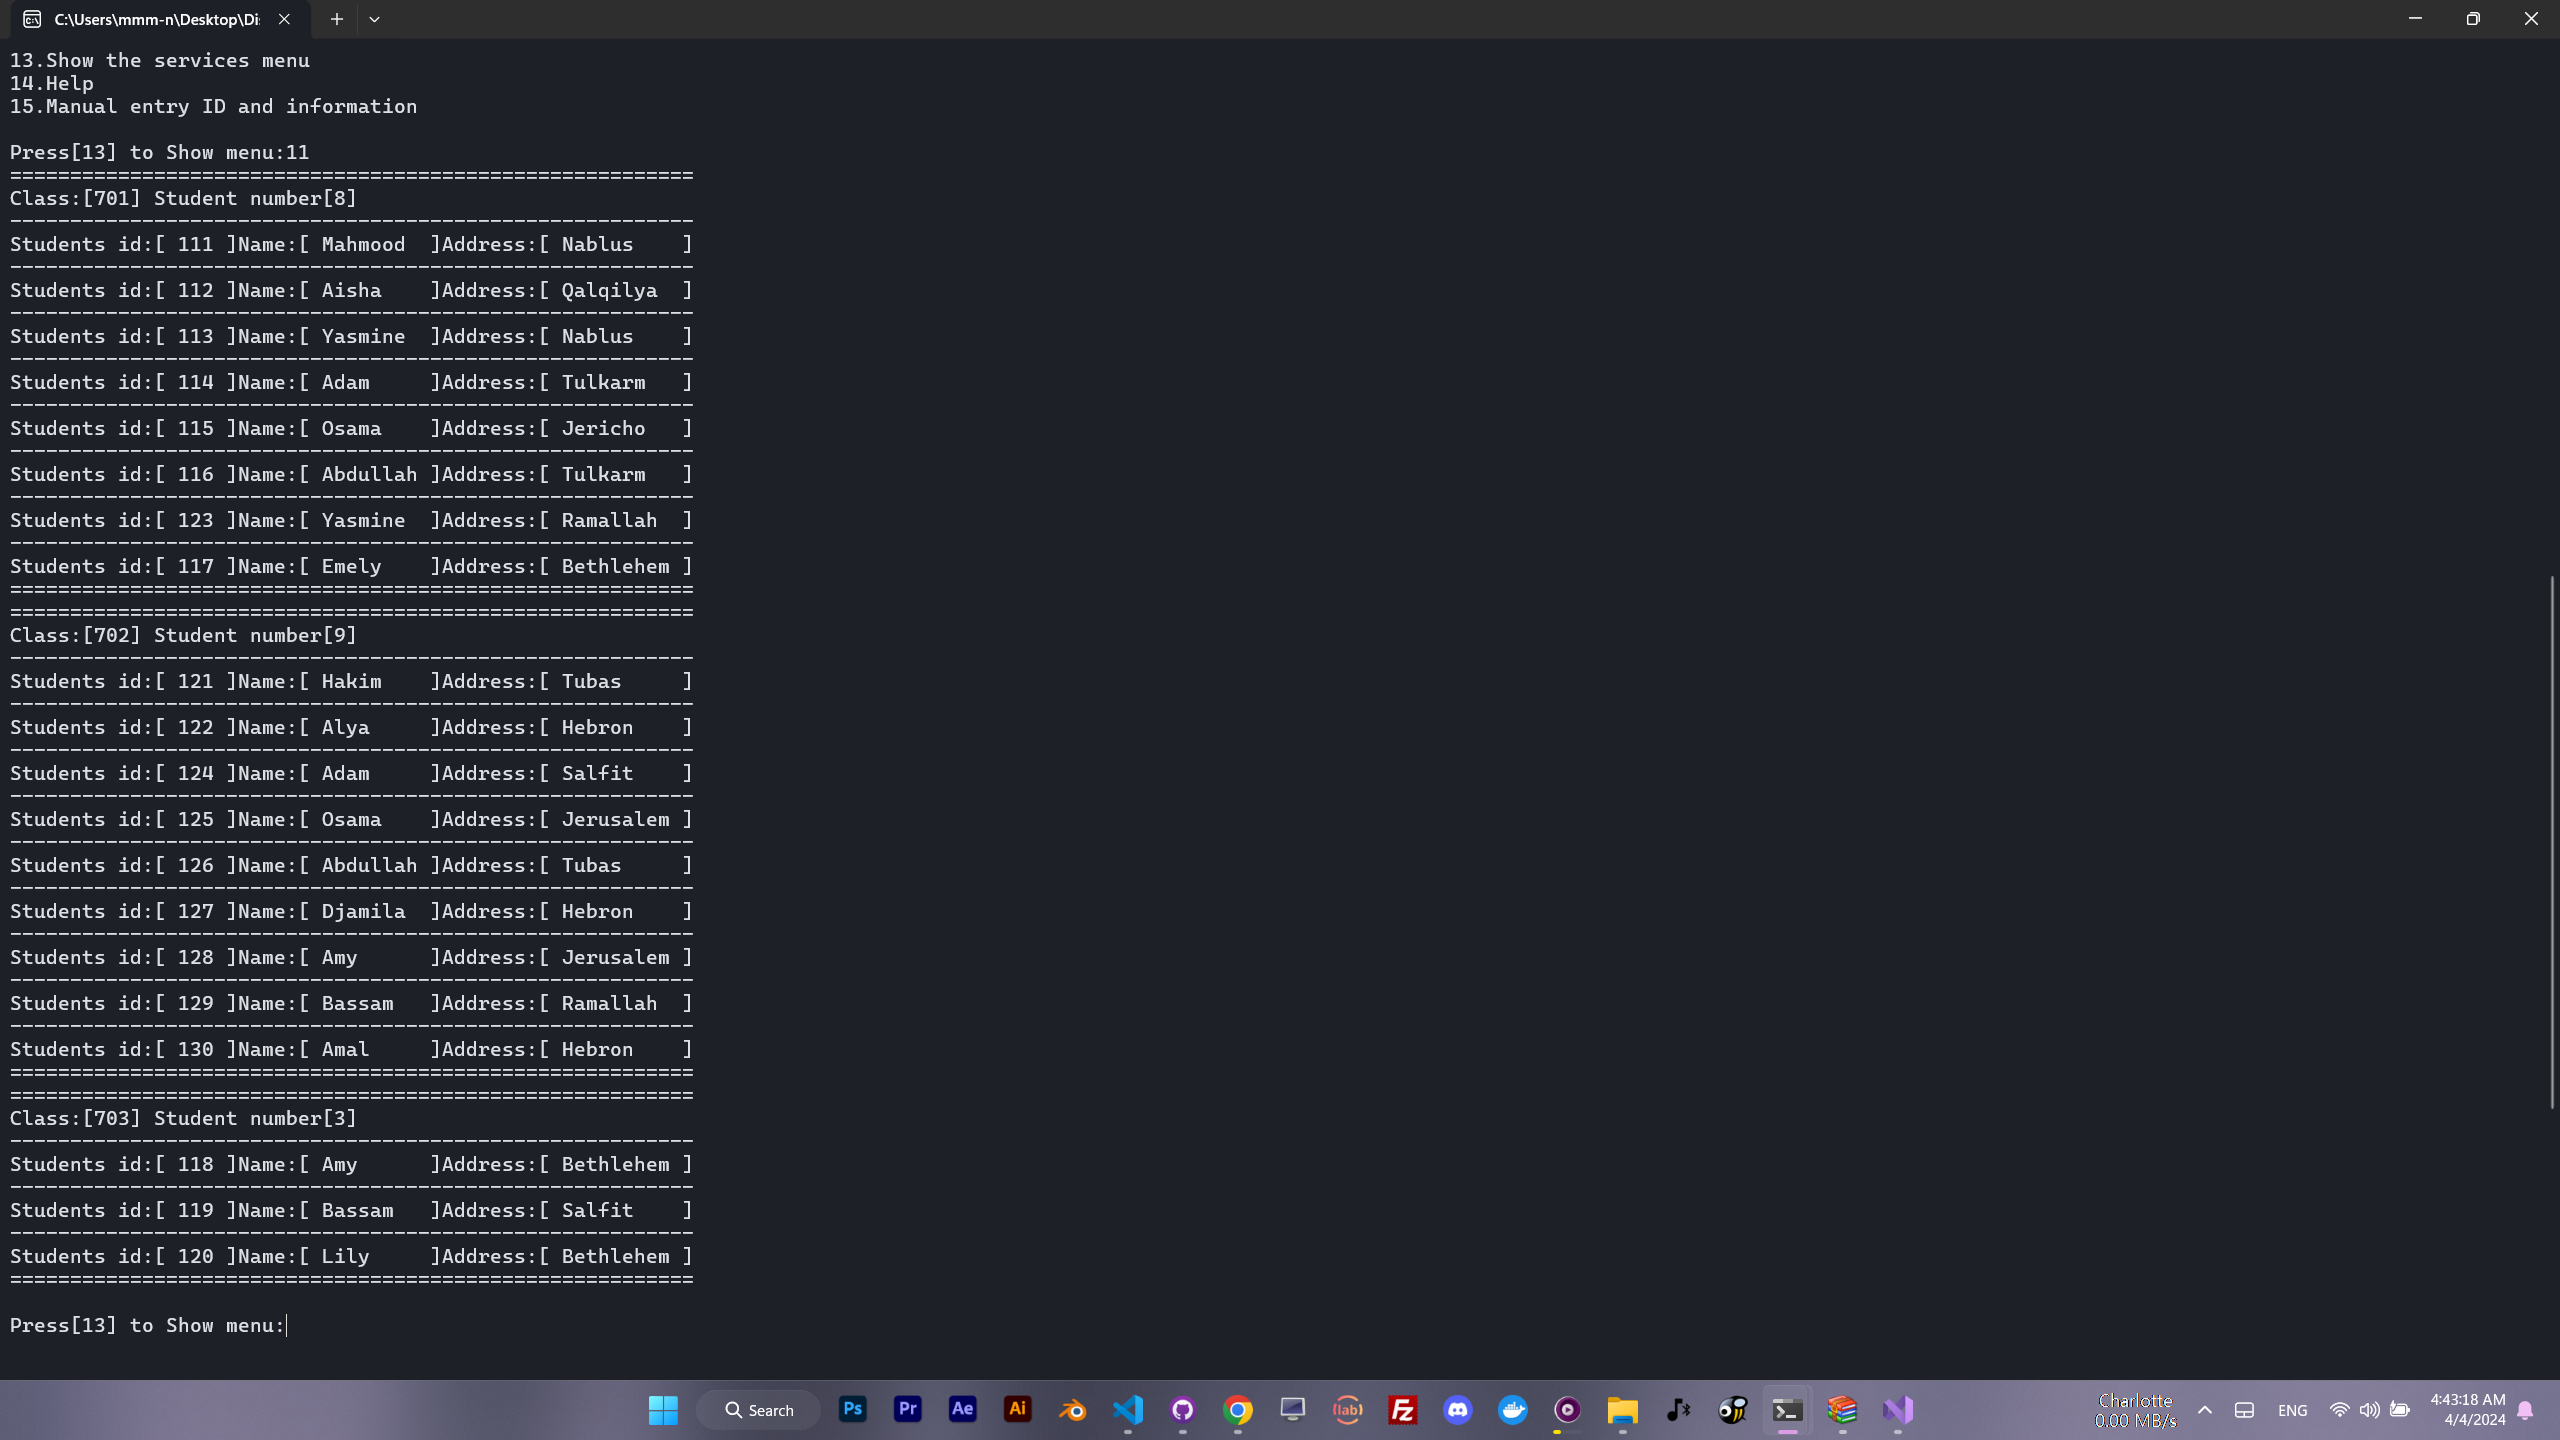 C:\Users\mmm-n\Desktop\Di
13.Show the services menu
14.Help
15.Manual entry ID and information
Press[13] to Show menu:11
=========================================================
Class:[701] Student number[8]
---------------------------------------------------------
Students id:[ 111 ]Name:[ Mahmood  ]Address:[ Nablus    ]
---------------------------------------------------------
Students id:[ 112 ]Name:[ Aisha    ]Address:[ Qalqilya  ]
---------------------------------------------------------
Students id:[ 113 ]Name:[ Yasmine  ]Address:[ Nablus    ]
---------------------------------------------------------
Students id:[ 114 ]Name:[ Adam     ]Address:[ Tulkarm   ]
---------------------------------------------------------
Students id:[ 115 ]Name:[ Osama    ]Address:[ Jericho   ]
---------------------------------------------------------
Students id:[ 116 ]Name:[ Abdullah ]Address:[ Tulkarm   ]
---------------------------------------------------------
Students id:[ 123 ]Name:[ Yasmine  ]Address:[ Ramallah  ]
---------------------------------------------------------
Students id:[ 117 ]Name:[ Emely    ]Address:[ Bethlehem ]
=========================================================
=========================================================
Class:[702] Student number[9]
---------------------------------------------------------
Students id:[ 121 ]Name:[ Hakim    ]Address:[ Tubas     ]
---------------------------------------------------------
Students id:[ 122 ]Name:[ Alya     ]Address:[ Hebron    ]
---------------------------------------------------------
Students id:[ 124 ]Name:[ Adam     ]Address:[ Salfit    ]
---------------------------------------------------------
Students id:[ 125 ]Name:[ Osama    ]Address:[ Jerusalem ]
---------------------------------------------------------
Students id:[ 126 ]Name:[ Abdullah ]Address:[ Tubas     ]
---------------------------------------------------------
Students id:[ 127 ]Name:[ Djamila  ]Address:[ Hebron    ]
---------------------------------------------------------
Students id:[ 128 ]Name:[ Amy      ]Address:[ Jerusalem ]
---------------------------------------------------------
Students id:[ 129 ]Name:[ Bassam   ]Address:[ Ramallah  ]
---------------------------------------------------------
Students id:[ 130 ]Name:[ Amal     ]Address:[ Hebron    ]
=========================================================
=========================================================
Class:[703] Student number[3]
---------------------------------------------------------
Students id:[ 118 ]Name:[ Amy      ]Address:[ Bethlehem ]
---------------------------------------------------------
Students id:[ 119 ]Name:[ Bassam   ]Address:[ Salfit    ]
---------------------------------------------------------
Students id:[ 120 ]Name:[ Lily     ]Address:[ Bethlehem ]
=========================================================
Press[13] to Show menu:
Search
Ps
Pr
Ae
Ai
lab
Fz
Charlotte
0.00 MB/s
ENG
4:43:18 AM
4/4/2024